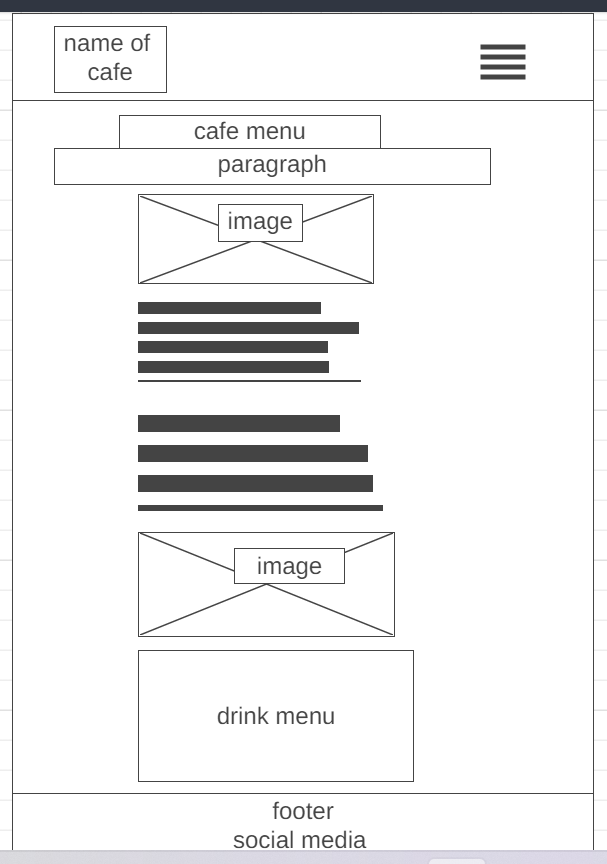 name of
cafe
cafe menu
paragraph
image
image
drink menu
footer
social media